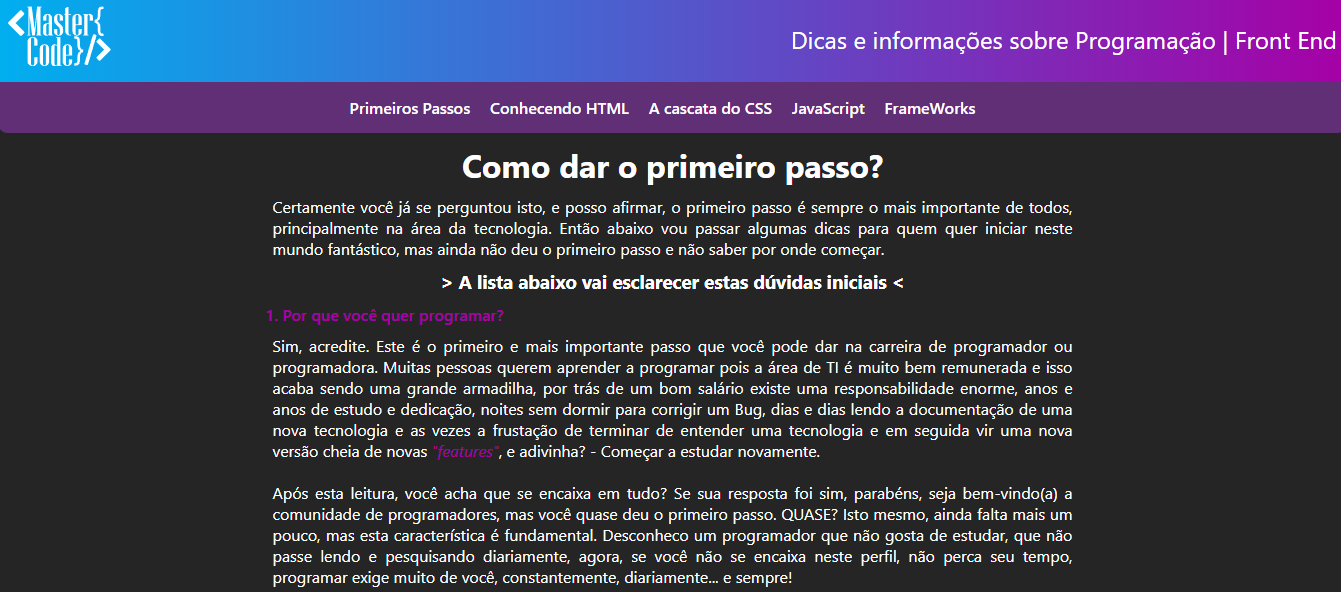 <Master{
Code}/>
Dicas e informações sobre Programação | Front End
Primeiros Passos Conhecendo HTML A cascata do CSS JavaScript FrameWorks
Como dar o primeiro passo?
Certamente você já se perguntou isto, e posso afirmar, o primeiro passo é sempre o mais importante de todos,
principalmente na área da tecnologia. Então abaixo vou passar algumas dicas para quem quer iniciar neste
mundo fantástico, mas ainda não deu o primeiro passo e não saber por onde começar.
> A lista abaixo vai esclarecer estas dúvidas iniciais <
1. Por que você quer programar?
Sim, acredite. Este é o primeiro e mais importante passo que você pode dar na carreira de programador ou
programadora. Muitas pessoas querem aprender a programar pois a área de TI é muito bem remunerada e isso
acaba sendo uma grande armadilha, por trás de um bom salário existe uma responsabilidade enorme, anos e
anos de estudo e dedicação, noites sem dormir para corrigir um Bug, dias e dias lendo a documentação de uma
nova tecnologia e as vezes a frustação de terminar de entender uma tecnologia e em seguida vir uma nova
versão cheia de novas "features", e adivinha? - Começar a estudar novamente.
Após esta leitura, você acha que se encaixa em tudo? Se sua resposta foi sim, parabéns, seja bem-vindo(a) a
comunidade de programadores, mas você quase deu o primeiro passo. QUASE? Isto mesmo, ainda falta mais um
pouco, mas esta característica é fundamental. Desconheco um programador que não gosta de estudar, que não
passe lendo e pesquisando diariamente, agora, se você não se encaixa neste perfil, não perca seu tempo,
programar exige muito de você, constantemente, diariamente... e sempre!